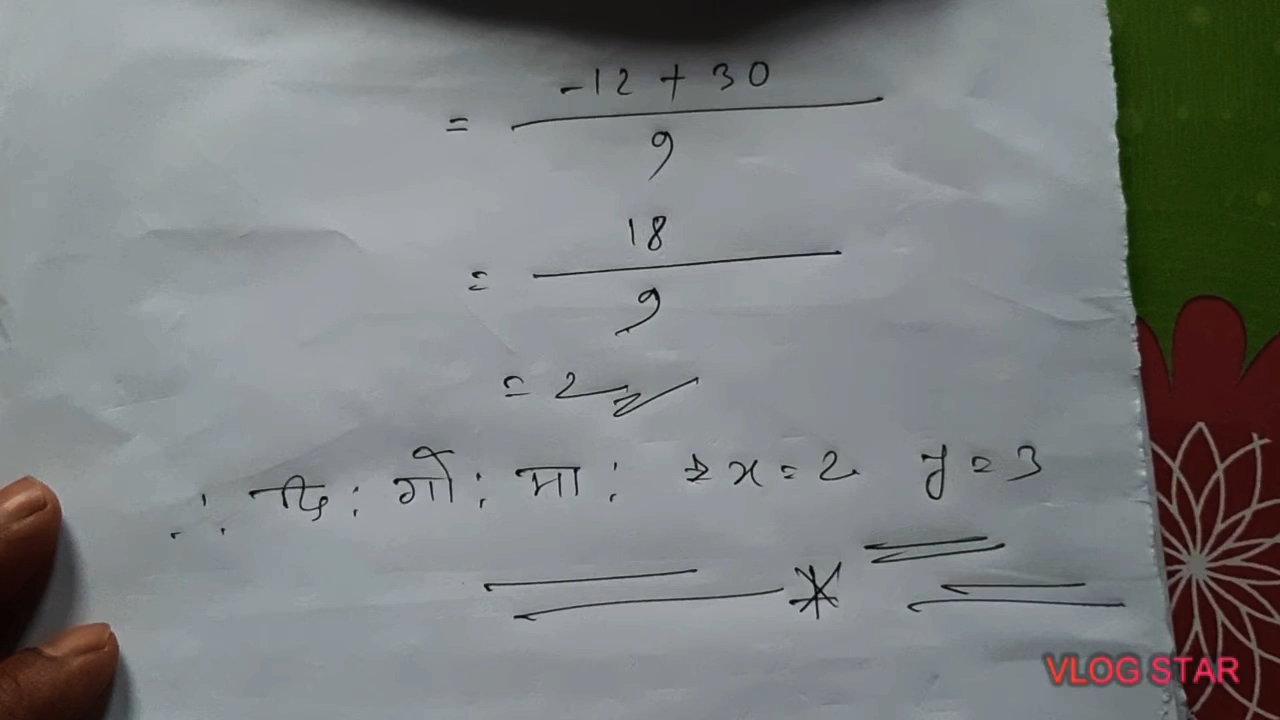 = -12 + 30
9
= 18
9
= 2
∴ दि: गो: मा: x = 2 y = 3
VLOG STAR